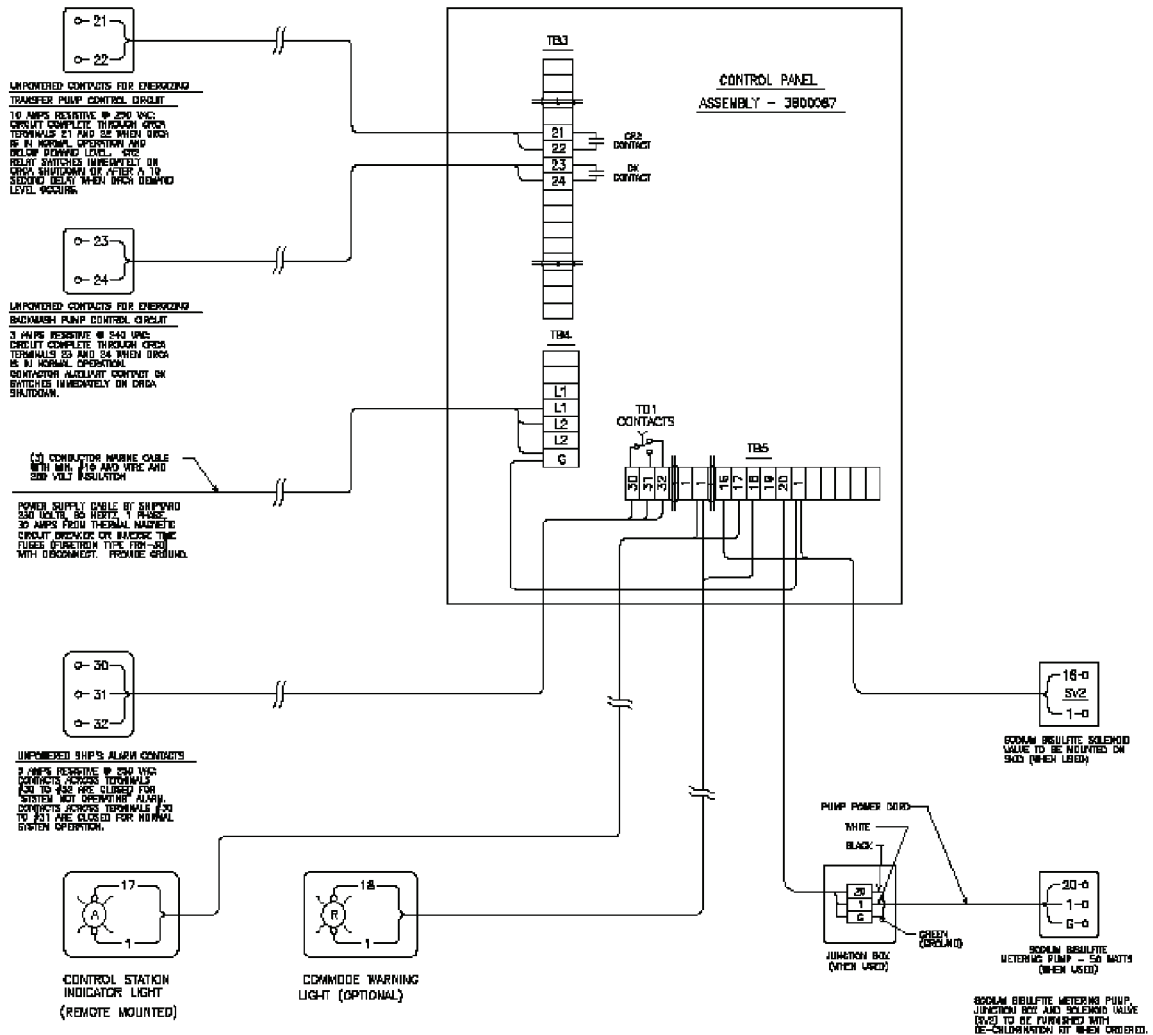 21
22
UNPOWERED CONTACTS FOR ENERGIZING
TRANSFER PUMP CONTROL CIRCUIT
10 AMPS RESISTIVE @ 250 VAC:
CIRCUIT COMPLETE THROUGH ORCA
TERMINALS 21 AND 22 WHEN ORCA
IS IN NORMAL OPERATION AND
BELOW DEMAND LEVEL. CR2
RELAY SWITCHES IMMEDIATELY ON
ORCA SHUTDOWN OR AFTER A 10
SECOND DELAY WHEN ORCA DEMAND
LEVEL OCCURS.
23
24
UNPOWERED CONTACTS FOR ENERGIZING
BACKWASH PUMP CONTROL CIRCUIT
3 AMPS RESISTIVE @ 240 VAC:
CIRCUIT COMPLETE THROUGH ORCA
TERMINALS 23 AND 24 WHEN ORCA
IS IN NORMAL OPERATION.
CONTACTOR AUXILIARY CONTACT
SWITCHES IMMEDIATELY ON ORCA
SHUTDOWN.
(3) CONDUCTOR MARINE CABLE
WITH MIN. WIRE AND
VOLT INSULATION
POWER SUPPLY CABLE BY SHIPYARD
VOLTS, HERTZ, 1 PHASE,
30 AMPS FROM THERMAL MAGNETIC
CIRCUIT BREAKER OR INVERSE TIME
FUSES (FUSETRON TYPE
WITH DISCONNECT. PROVIDE GROUND.
CONTROL PANEL
ASSEMBLY - 3800087
TB3
21
22
23
24
CR2
CONTACT
CONTACT
TB4
L1
L1
L2
L2
G
TD1
CONTACTS
TB5
30
31
32
1
1
16
17
18
19
20
1
30
31
32
UNPOWERED SHIP'S ALARM CONTACTS
AMPS RESISTIVE @ 250 VAC:
CONTACTS ACROSS TERMINALS
#30 TO #32 ARE CLOSED FOR
"SYSTEM NOT OPERATING" ALARM.
CONTACTS ACROSS TERMINALS #30
TO #31 ARE CLOSED FOR NORMAL
SYSTEM OPERATION.
17
A
1
CONTROL STATION
INDICATOR LIGHT
(REMOTE MOUNTED)
18
R
1
COMMODE WARNING
LIGHT (OPTIONAL)
16
SV2
1
SODIUM BISULFITE SOLENOID
VALVE TO BE MOUNTED ON
SKID (WHEN USED)
PUMP POWER CORD
WHITE
BLACK
20
1
G
GREEN
(GROUND)
JUNCTION BOX
(WHEN USED)
20
1
G
SODIUM BISULFITE
METERING PUMP - 50 WATTS
(WHEN USED)
SODIUM BISULFITE METERING PUMP,
JUNCTION BOX AND SOLENOID VALVE
(SV2) TO BE FURNISHED WITH
DE-CHLORINATION KIT WHEN ORDERED.